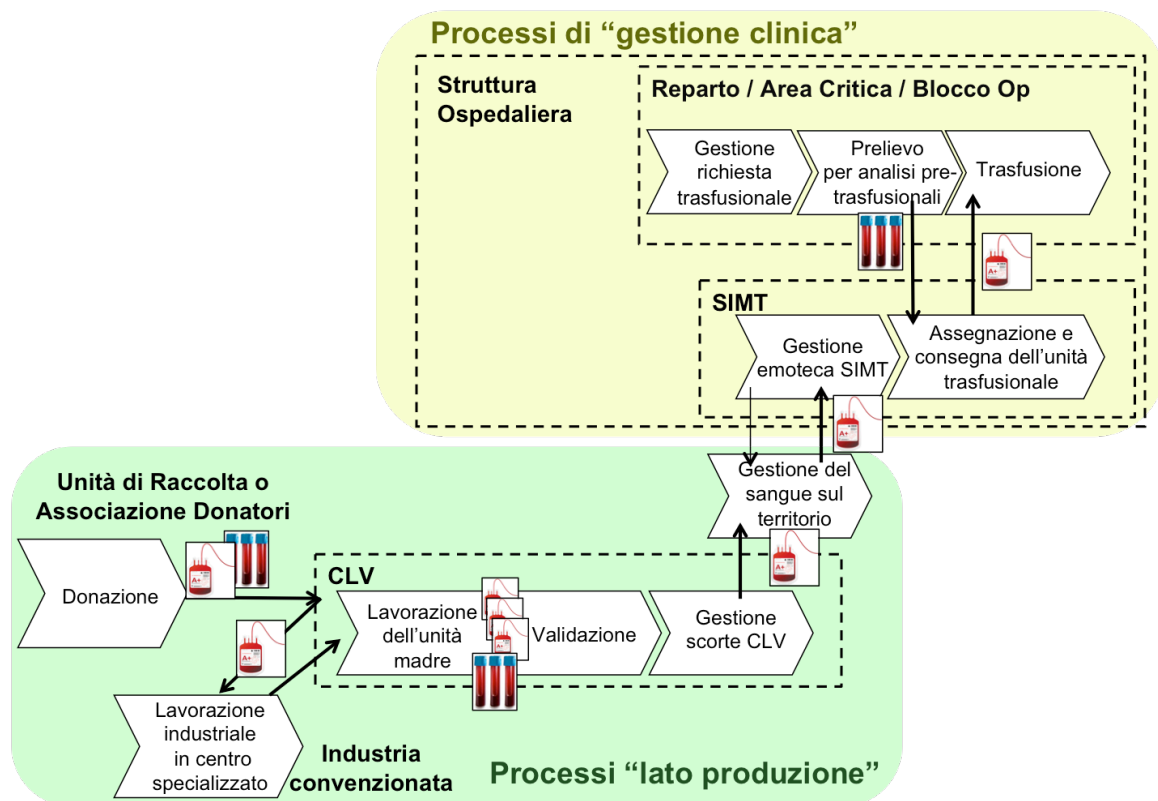 Processi di “gestione clinica”
Struttura
Ospedaliera
Reparto / Area Critica / Blocco Op
Gestione
richiesta
trasfusionale
Prelievo
per analisi pre-
trasfusionali
Trasfusione
SIMT
Gestione
emoteca SIMT
Assegnazione e
consegna dell’unità
trasfusionale
A+
A+
Gestione del
sangue sul
territorio
A+
Unità di Raccolta o
Associazione Donatori
Donazione
A+
CLV
Lavorazione
dell’unità
madre
A+
Validazione
Gestione
scorte CLV
A+
Lavorazione
industriale
in centro
specializzato
Industria
convenzionata
Processi “lato produzione”